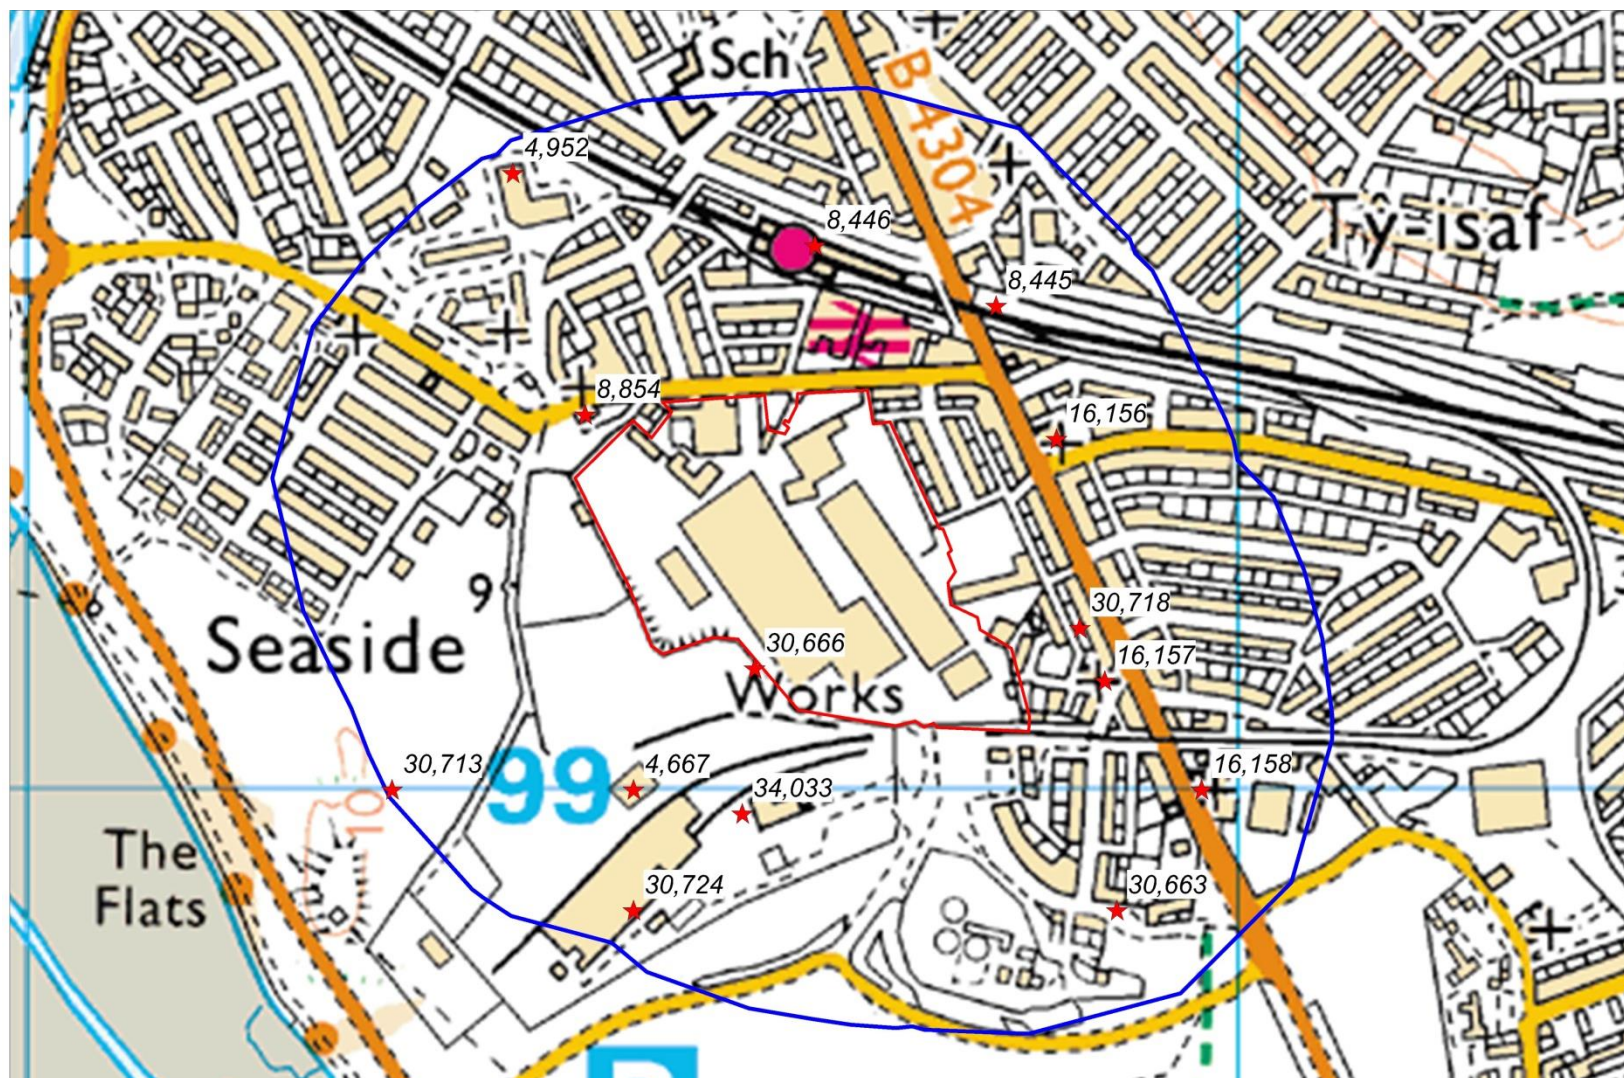 Sch
B 4304
4,952
8,446
Tŷ-isaf
8,445
8,854
16,156
9
30,718
Seaside
30,666
16,157
Works
30,713
99
4,667
16,158
34,033
10
The
Flats
30,724
30,663